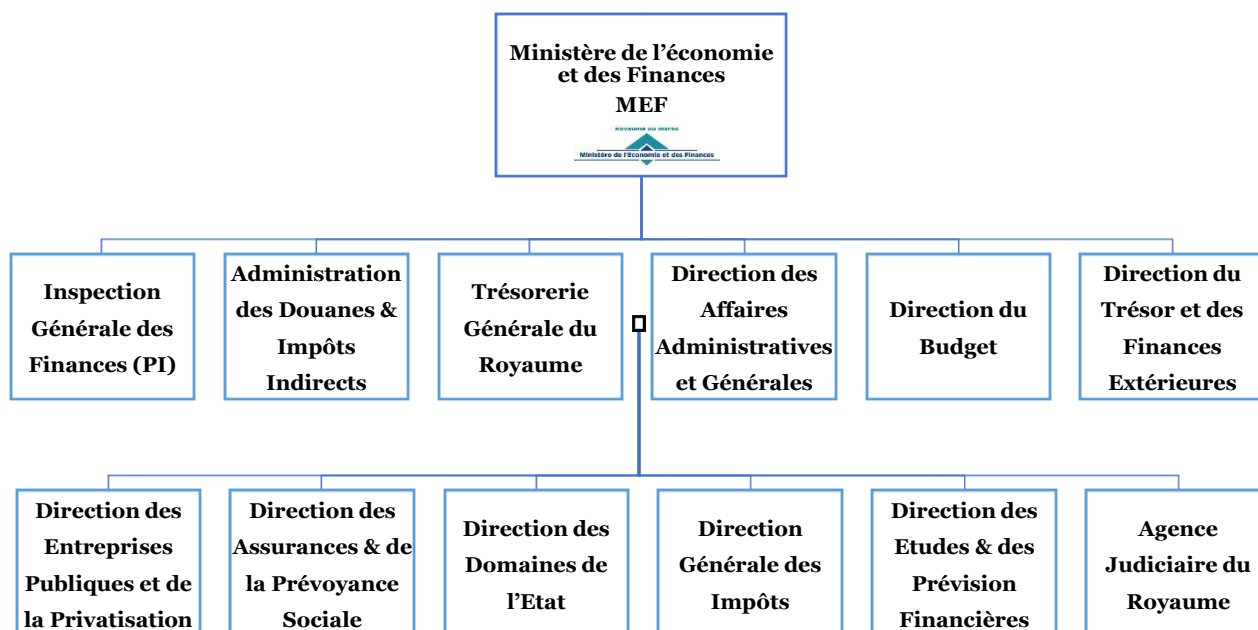 Ministère de l'économie
et des Finances
MEF
ROYAUME DU MAROC
Ministère de l'Economie et des Finances
Inspection
Générale des
Finances (PI)
Administration
des Douanes &
Impôts
Indirects
Trésorerie
Générale du
Royaume
Direction des
Affaires
Administratives
et Générales
Direction du
Budget
Direction du
Trésor et des
Finances
Extérieures
Direction des
Entreprises
Publiques et de
la Privatisation
Direction des
Assurances & de
la Prévoyance
Sociale
Direction des
Domaines de
l'Etat
Direction
Générale des
Impôts
Direction des
Etudes & des
Prévision
Financières
Agence
Judiciaire du
Royaume